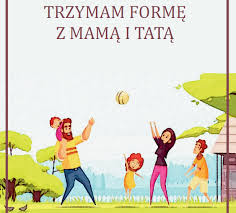 TRZYMAM FORMĘ
Z MAMĄ I TATĄ